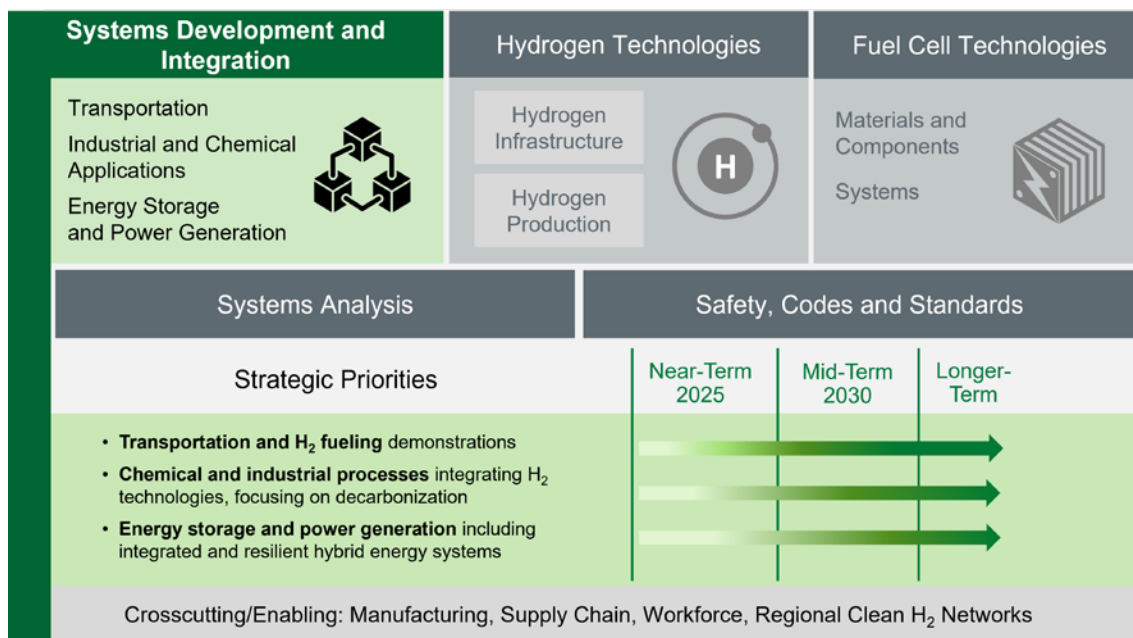 Systems Development and
Integration
Transportation
Industrial and Chemical
Applications
Energy Storage
and Power Generation
Hydrogen Technologies
Hydrogen
Infrastructure
Hydrogen
Production
H
Fuel Cell Technologies
Materials and
Components
Systems
Systems Analysis
Safety, Codes and Standards
Strategic Priorities
Near-Term
2025
Mid-Term
2030
Longer-
Term
• Transportation and H₂ fueling demonstrations
• Chemical and industrial processes integrating H₂
technologies, focusing on decarbonization
• Energy storage and power generation including
integrated and resilient hybrid energy systems
Crosscutting/Enabling: Manufacturing, Supply Chain, Workforce, Regional Clean H₂ Networks